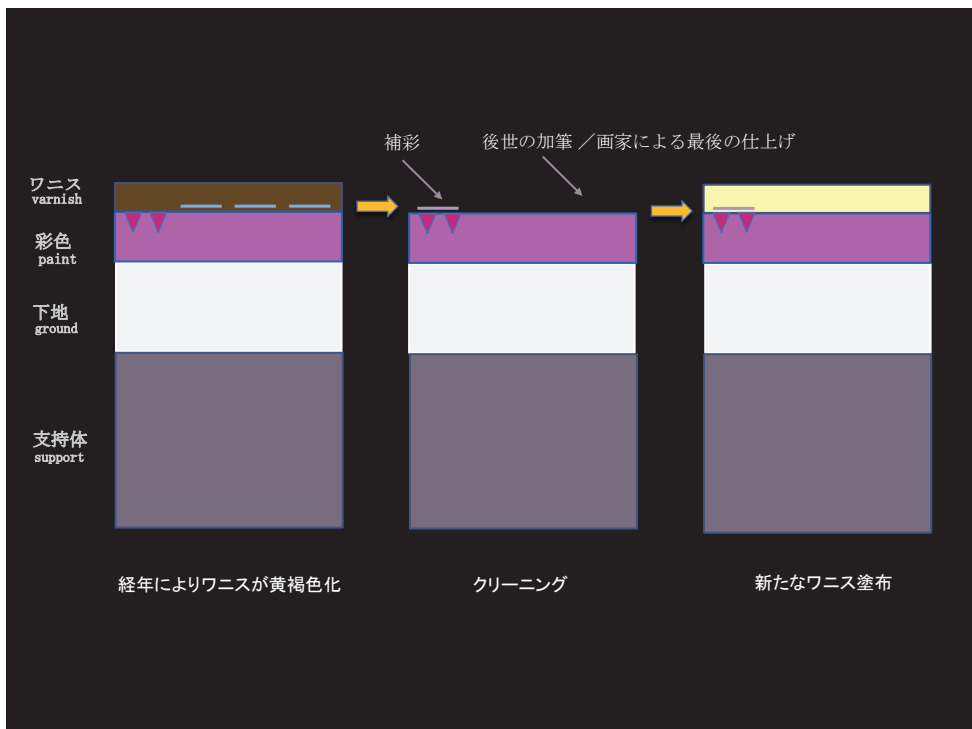 補彩
後世の加筆／画家による最後の仕上げ
ワニス
varnish
彩色
paint
下地
ground
支持体
support
経年によりワニスが黄褐色化
クリーニング
新たなワニス塗布